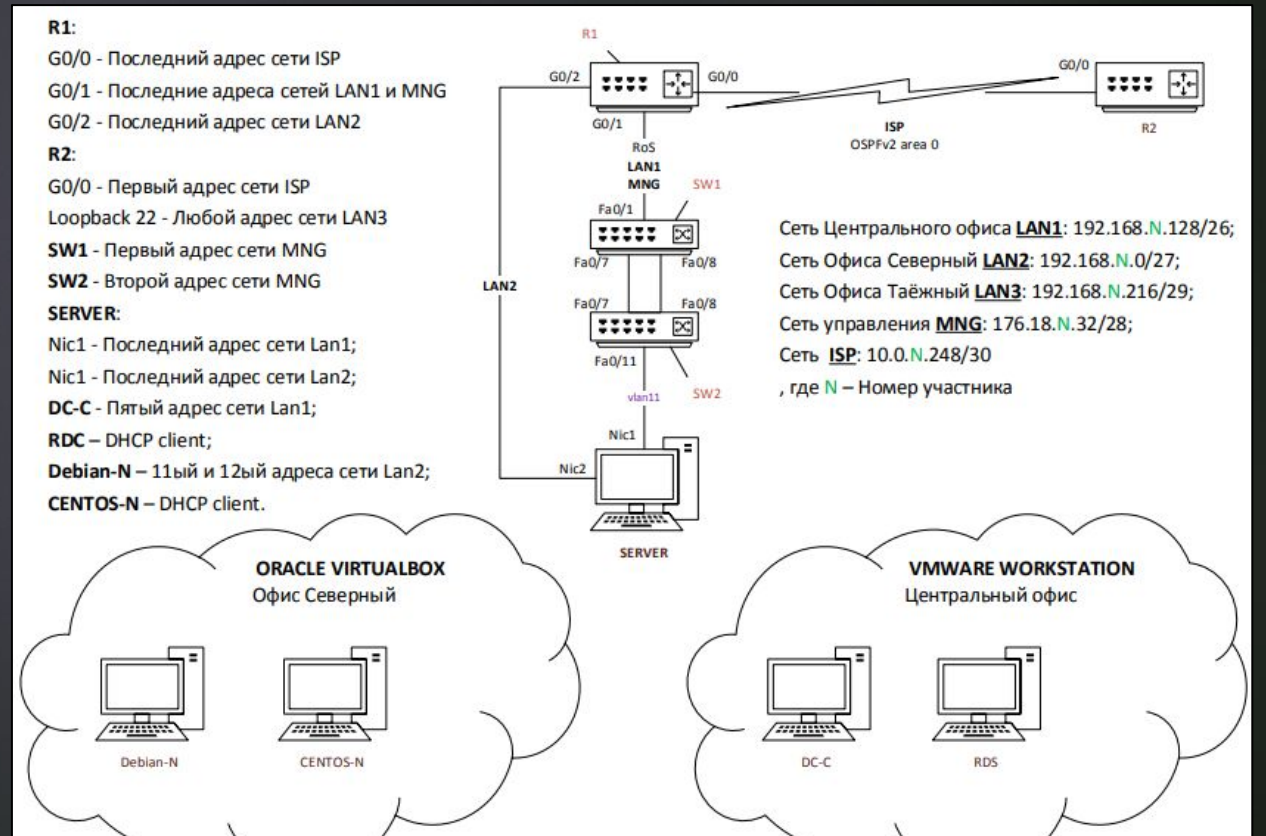 R1:
G0/0 - Последний адрес сети ISP
G0/1 - Последние адреса сетей LAN1 и MNG
G0/2 - Последний адрес сети LAN2
R2:
G0/0 - Первый адрес сети ISP
Loopback 22 - Любой адрес сети LAN3
SW1 - Первый адрес сети MNG
SW2 - Второй адрес сети MNG
SERVER:
Nic1 - Последний адрес сети Lan1;
Nic1 - Последний адрес сети Lan2;
DC-C - Пятый адрес сети Lan1;
RDC – DHCP client;
Debian-N – 11ый и 12ый адреса сети Lan2;
CENTOS-N – DHCP client.
R1
G0/2
G0/0
G0/1
RoS
LAN1
MNG
SW1
Fa0/1
Fa0/7
Fa0/8
LAN2
Fa0/7
Fa0/8
Fa0/11
SW2
vlan11
Nic1
Nic2
SERVER
ISP
OSPFv2 area 0
G0/0
R2
Сеть Центрального офиса LAN1: 192.168.N.128/26;
Сеть Офиса Северный LAN2: 192.168.N.0/27;
Сеть Офиса Таёжный LAN3: 192.168.N.216/29;
Сеть управления MNG: 176.18.N.32/28;
Сеть ISP: 10.0.N.248/30
, где N – Номер участника
ORACLE VIRTUALBOX
Офис Северный
Debian-N
CENTOS-N
VMWARE WORKSTATION
Центральный офис
DC-C
RDS